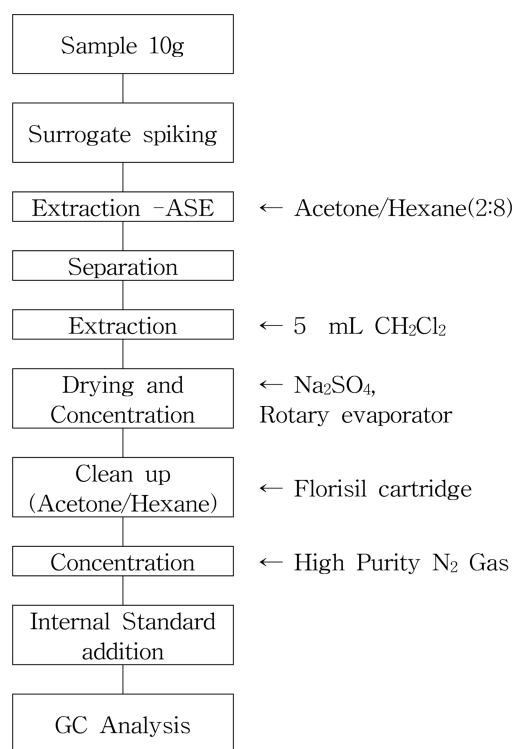 Sample 10g
Surrogate spiking
Extraction -ASE
← Acetone/Hexane(2:8)
Separation
Extraction
← 5 mL CH₂Cl₂
Drying and
Concentration
← Na₂SO₄,
Rotary evaporator
Clean up
(Acetone/Hexane)
← Florisil cartridge
Concentration
← High Purity N₂ Gas
Internal Standard
addition
GC Analysis